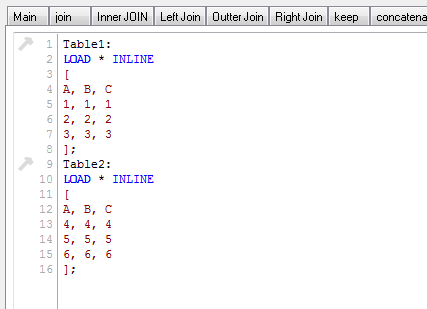 Main join Inner JOIN Left Join Outter Join Right Join keep concatena
1 Table1:
2 LOAD * INLINE
3 [
4 A, B, C
5 1, 1, 1
6 2, 2, 2
7 3, 3, 3
8 ];
9 Table2:
10 LOAD * INLINE
11 [
12 A, B, C
13 4, 4, 4
14 5, 5, 5
15 6, 6, 6
16 ];